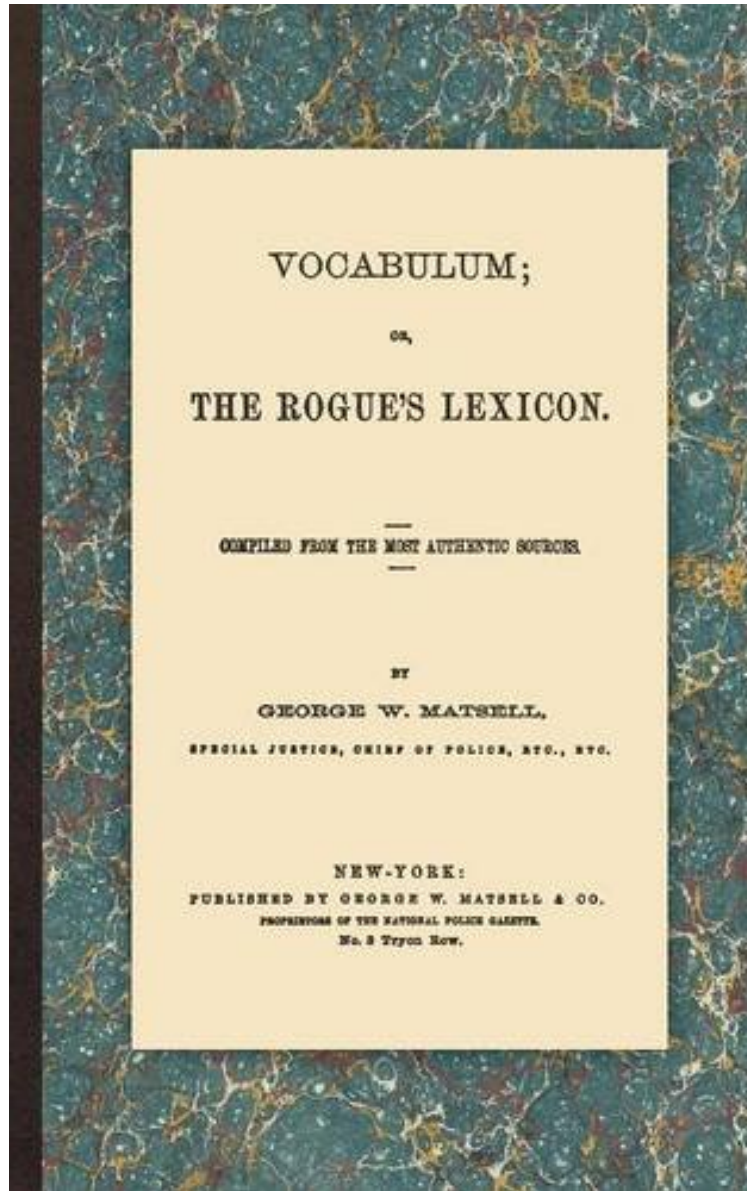 VOCABULUM;
OR,
THE ROGUE'S LEXICON.
COMPILED FROM THE MOST AUTHENTIC SOURCES.
BY
GEORGE W. MATSELL,
SPECIAL JUSTICE, CHIEF OF POLICE, ETC., ETC.
NEW-YORK:
PUBLISHED BY GEORGE W. MATSELL & CO.
PROPRIETORS OF THE NATIONAL POLICE GAZETTE.
No. 3 Tryon Row.